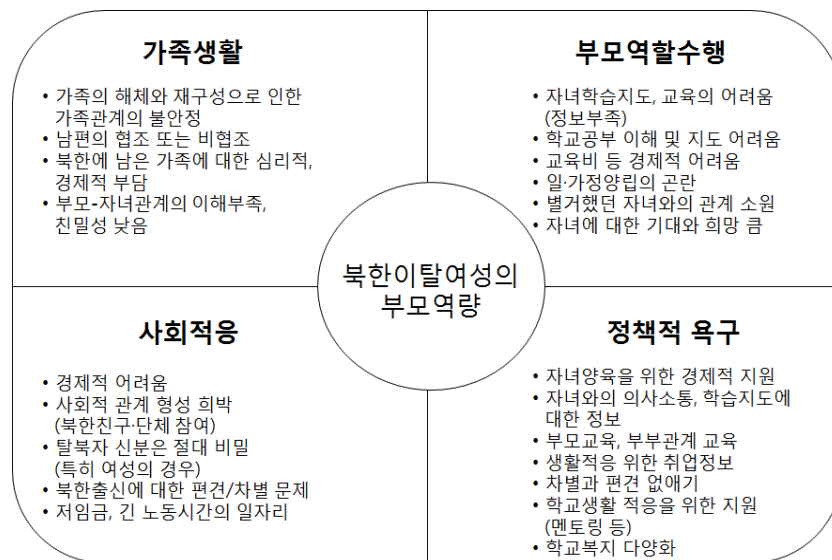 가족생활
• 가족의 해체와 재구성으로 인한
가족관계의 불안정
• 남편의 협조 또는 비협조
• 북한에 남은 가족에 대한 심리적,
경제적 부담
• 부모-자녀관계의 이해부족,
친밀성 낮음
부모역할수행
• 자녀학습지도, 교육의 어려움
(정보부족)
• 학교공부 이해 및 지도 어려움
• 교육비 등 경제적 어려움
• 일·가정양립의 곤란
• 별거했던 자녀와의 관계 소원
• 자녀에 대한 기대와 희망 큼
북한이탈여성의
부모역량
사회적응
• 경제적 어려움
• 사회적 관계 형성 희박
(북한친구·단체 참여)
• 탈북자 신분은 절대 비밀
(특히 여성의 경우)
• 북한출신에 대한 편견/차별 문제
• 저임금, 긴 노동시간의 일자리
정책적 욕구
• 자녀양육을 위한 경제적 지원
• 자녀와의 의사소통, 학습지도에
대한 정보
• 부모교육, 부부관계 교육
• 생활적응 위한 취업정보
• 차별과 편견 없애기
• 학교생활 적응을 위한 지원
(멘토링 등)
• 학교복지 다양화